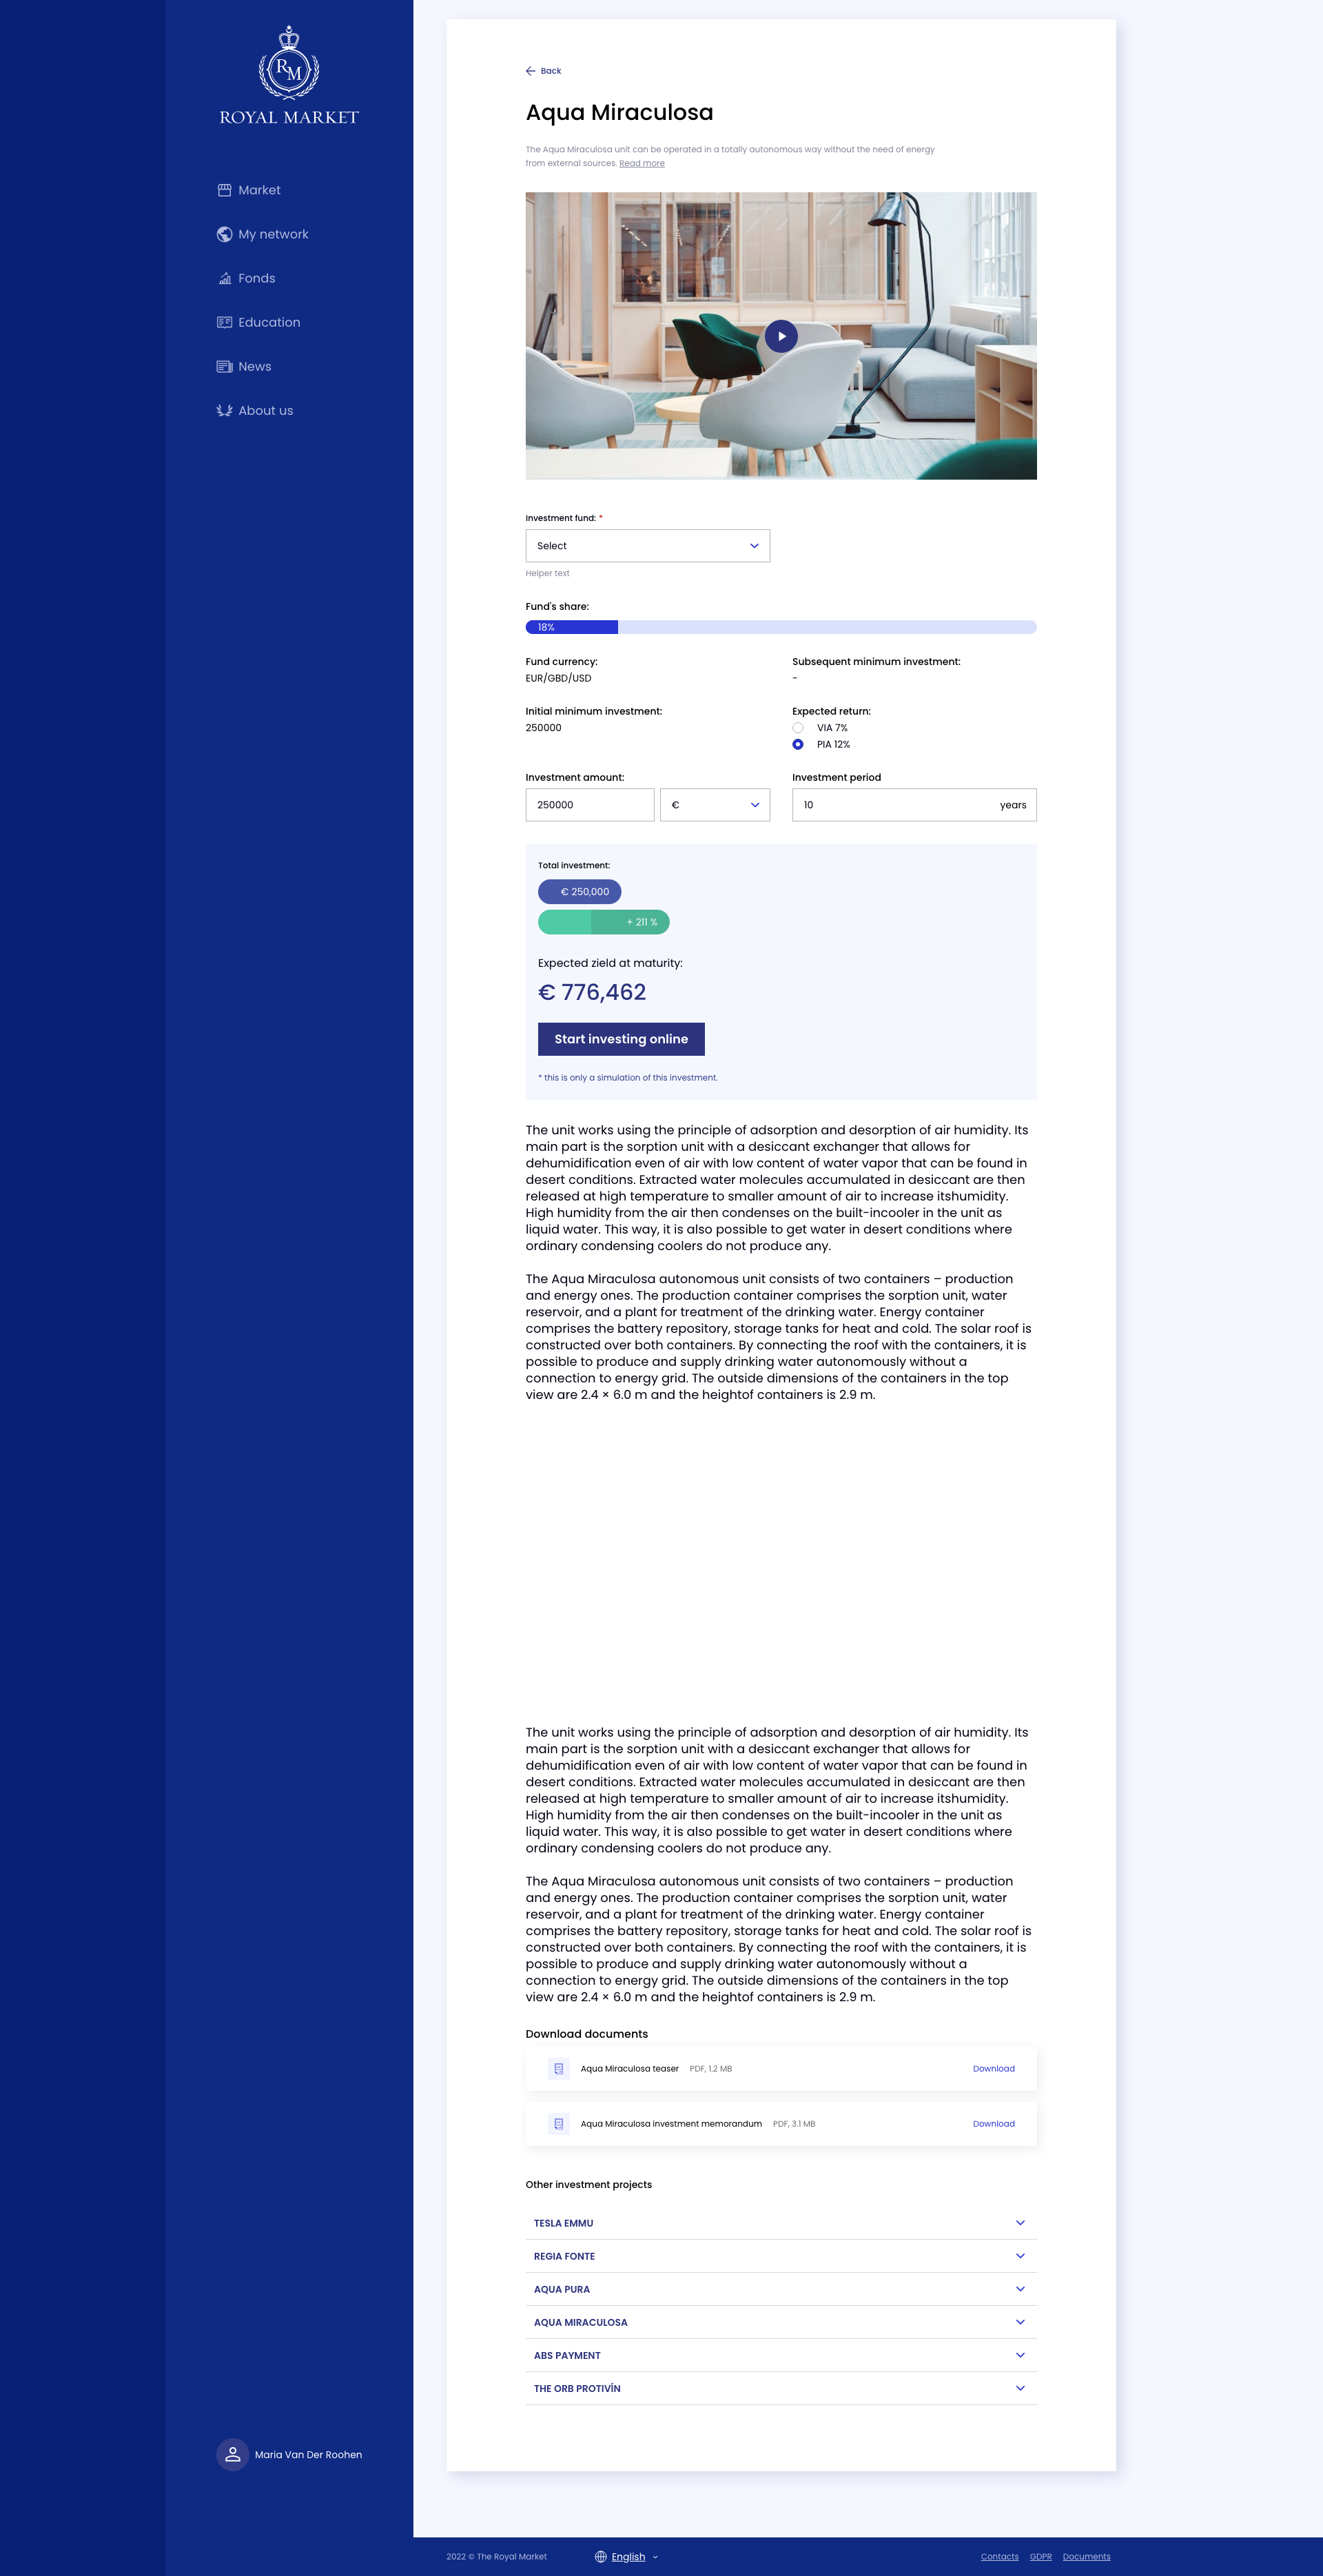 RM
ROYAL MARKET
Market
My network
Fonds
Education
News
About us
Maria Van Der Roohen
Back
Aqua Miraculosa
The Aqua Miraculosa unit can be operated in a totally autonomous way without the need of energy
from external sources. Read more
Investment fund: *
Select
Helper text
Fund's share:
18%
Fund currency:
EUR/GBD/USD
Subsequent minimum investment:
-
Initial minimum investment:
250000
Expected return:
VIA 7%
PIA 12%
Investment amount:
250000
€
Investment period
10
years
Total investment:
€ 250,000
+ 211 %
Expected zield at maturity:
€ 776,462
Start investing online
* this is only a simulation of this investment.
The unit works using the principle of adsorption and desorption of air humidity. Its
main part is the sorption unit with a desiccant exchanger that allows for
dehumidification even of air with low content of water vapor that can be found in
desert conditions. Extracted water molecules accumulated in desiccant are then
released at high temperature to smaller amount of air to increase itshumidity.
High humidity from the air then condenses on the built-incooler in the unit as
liquid water. This way, it is also possible to get water in desert conditions where
ordinary condensing coolers do not produce any.
The Aqua Miraculosa autonomous unit consists of two containers – production
and energy ones. The production container comprises the sorption unit, water
reservoir, and a plant for treatment of the drinking water. Energy container
comprises the battery repository, storage tanks for heat and cold. The solar roof is
constructed over both containers. By connecting the roof with the containers, it is
possible to produce and supply drinking water autonomously without a
connection to energy grid. The outside dimensions of the containers in the top
view are 2.4 × 6.0 m and the heightof containers is 2.9 m.
The unit works using the principle of adsorption and desorption of air humidity. Its
main part is the sorption unit with a desiccant exchanger that allows for
dehumidification even of air with low content of water vapor that can be found in
desert conditions. Extracted water molecules accumulated in desiccant are then
released at high temperature to smaller amount of air to increase itshumidity.
High humidity from the air then condenses on the built-incooler in the unit as
liquid water. This way, it is also possible to get water in desert conditions where
ordinary condensing coolers do not produce any.
The Aqua Miraculosa autonomous unit consists of two containers – production
and energy ones. The production container comprises the sorption unit, water
reservoir, and a plant for treatment of the drinking water. Energy container
comprises the battery repository, storage tanks for heat and cold. The solar roof is
constructed over both containers. By connecting the roof with the containers, it is
possible to produce and supply drinking water autonomously without a
connection to energy grid. The outside dimensions of the containers in the top
view are 2.4 × 6.0 m and the heightof containers is 2.9 m.
Download documents
Aqua Miraculosa teaser PDF, 1.2 MB Download
Aqua Miraculosa investment memorandum PDF, 3.1 MB Download
Other investment projects
TESLA EMMU
REGIA FONTE
AQUA PURA
AQUA MIRACULOSA
ABS PAYMENT
THE ORB PROTIVÍN
2022 © The Royal Market
English
Contacts GDPR Documents